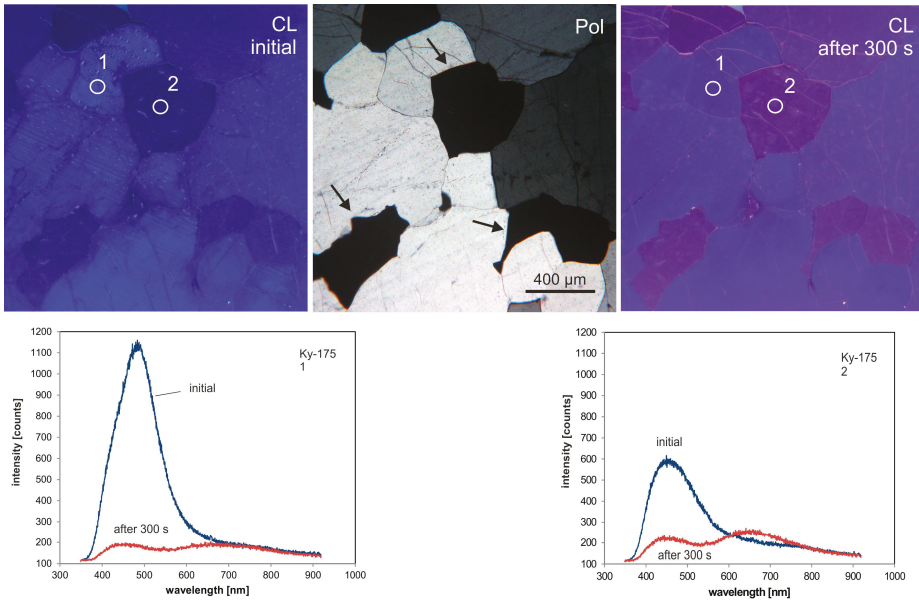 CL
initial
1
2
Pol
400 µm
CL
after 300 s
1
2
1200
1100
1000
900
800
700
600
500
400
300
200
100
intensity [counts]
Ky-175
1
initial
after 300 s
300 400 500 600 700 800 900 1000
wavelength [nm]
1200
1100
1000
900
800
700
600
500
400
300
200
100
intensity [counts]
Ky-175
2
initial
after 300 s
300 400 500 600 700 800 900 1000
wavelength [nm]